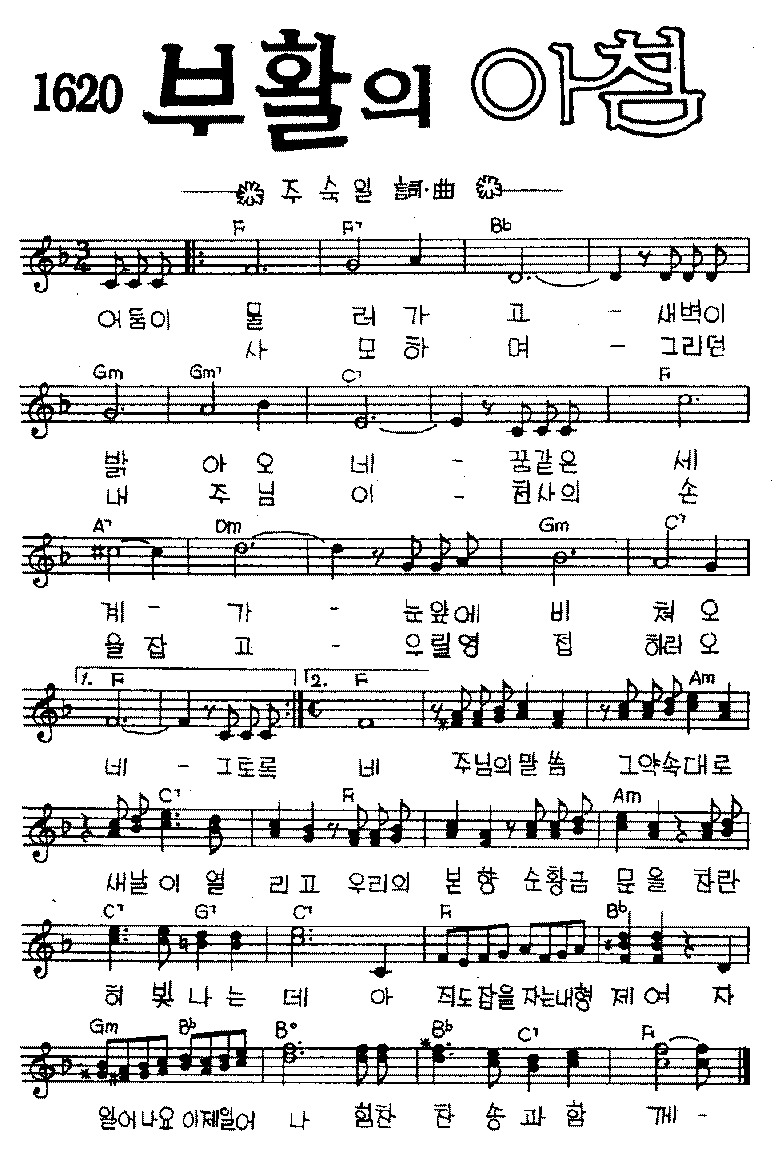 1620 부활의 아침
주숙일 詞·曲
F F7 Bb
어둠이 물 러 가 고 - 새벽이
사 모 하 며 - 그리던
Gm Gm7 C7 F
밝 아 오 네 - 꿈같은 세
내 주 님 이 - 천사의 손
A7 Dm Gm C7
계 - 가 - 눈앞에 비 쳐 오
을 잡 고 - 우릴영 접 하러 오
1. F 2. F Am
네 - 그토록 네 주님의말 씀 그약속대로
C7 F Am
새날이 열 리고 우리의 본 향 순황금 문을 찬란
C7 G7 C7 F Bb
히 빛나는 데 아 직도잠을자는내형 제여 자
Gm Bb B° Bb C7 F
일어나요이제일어 나 힘찬 찬 송과함 께 -